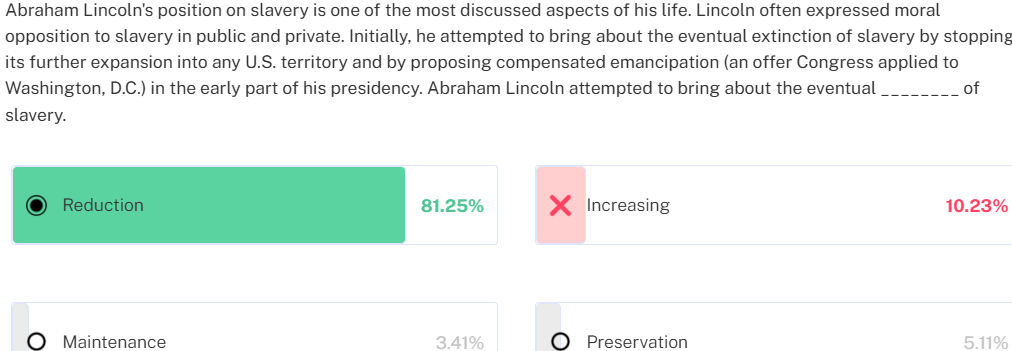 Abraham Lincoln's position on slavery is one of the most discussed aspects of his life. Lincoln often expressed moral
opposition to slavery in public and private. Initially, he attempted to bring about the eventual extinction of slavery by stopping
its further expansion into any U.S. territory and by proposing compensated emancipation (an offer Congress applied to
Washington, D.C.) in the early part of his presidency. Abraham Lincoln attempted to bring about the eventual ________ of
slavery.
Reduction 81.25%
Increasing 10.23%
Maintenance 3.41%
Preservation 5.11%